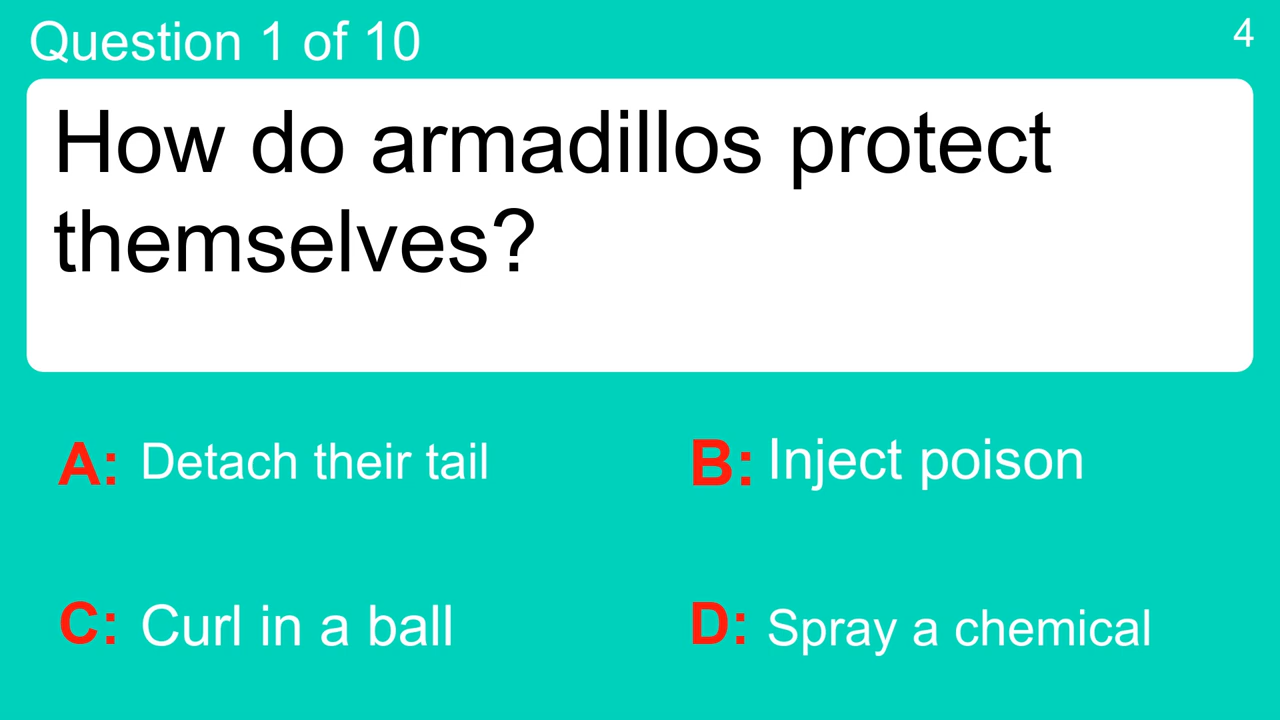 Question 1 of 10
4
How do armadillos protect
themselves?
A: Detach their tail
B: Inject poison
C: Curl in a ball
D: Spray a chemical